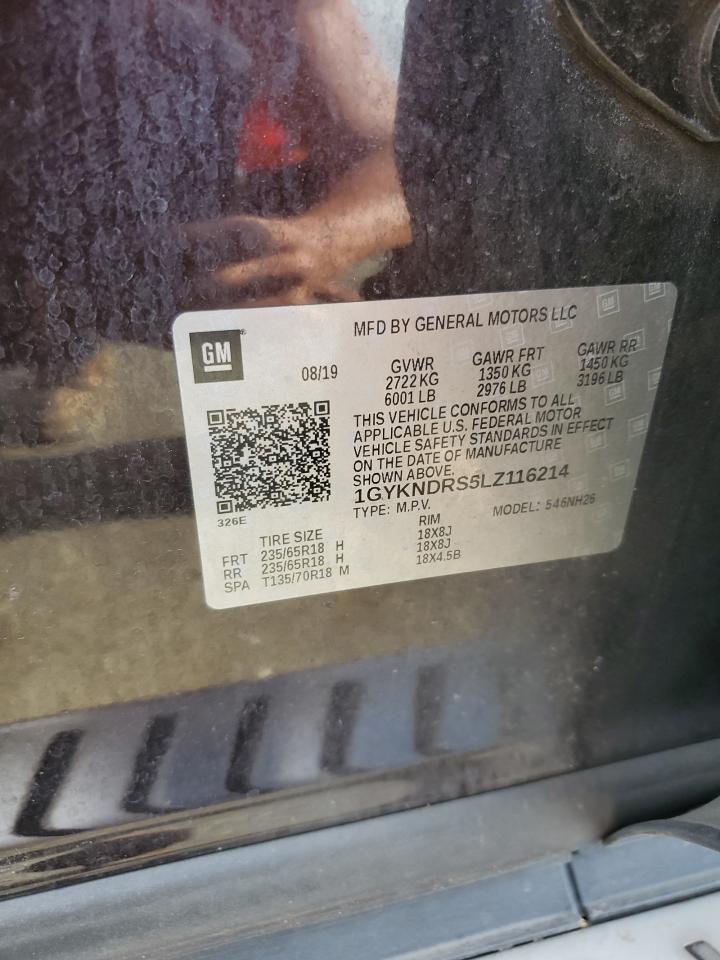 GM
MFD BY GENERAL MOTORS LLC
08/19
GVWR GAWR FRT GAWR RR
2722 KG 1350 KG 1450 KG
6001 LB 2976 LB 3196 LB
THIS VEHICLE CONFORMS TO ALL
APPLICABLE U.S. FEDERAL MOTOR
VEHICLE SAFETY STANDARDS IN EFFECT
ON THE DATE OF MANUFACTURE
SHOWN ABOVE.
1GYKNDRS5LZ116214
TYPE: M.P.V. MODEL: 546NH26
326E
TIRE SIZE RIM
FRT 235/65R18 H 18X8J
RR 235/65R18 H 18X8J
SPA T135/70R18 M 18X4.5B